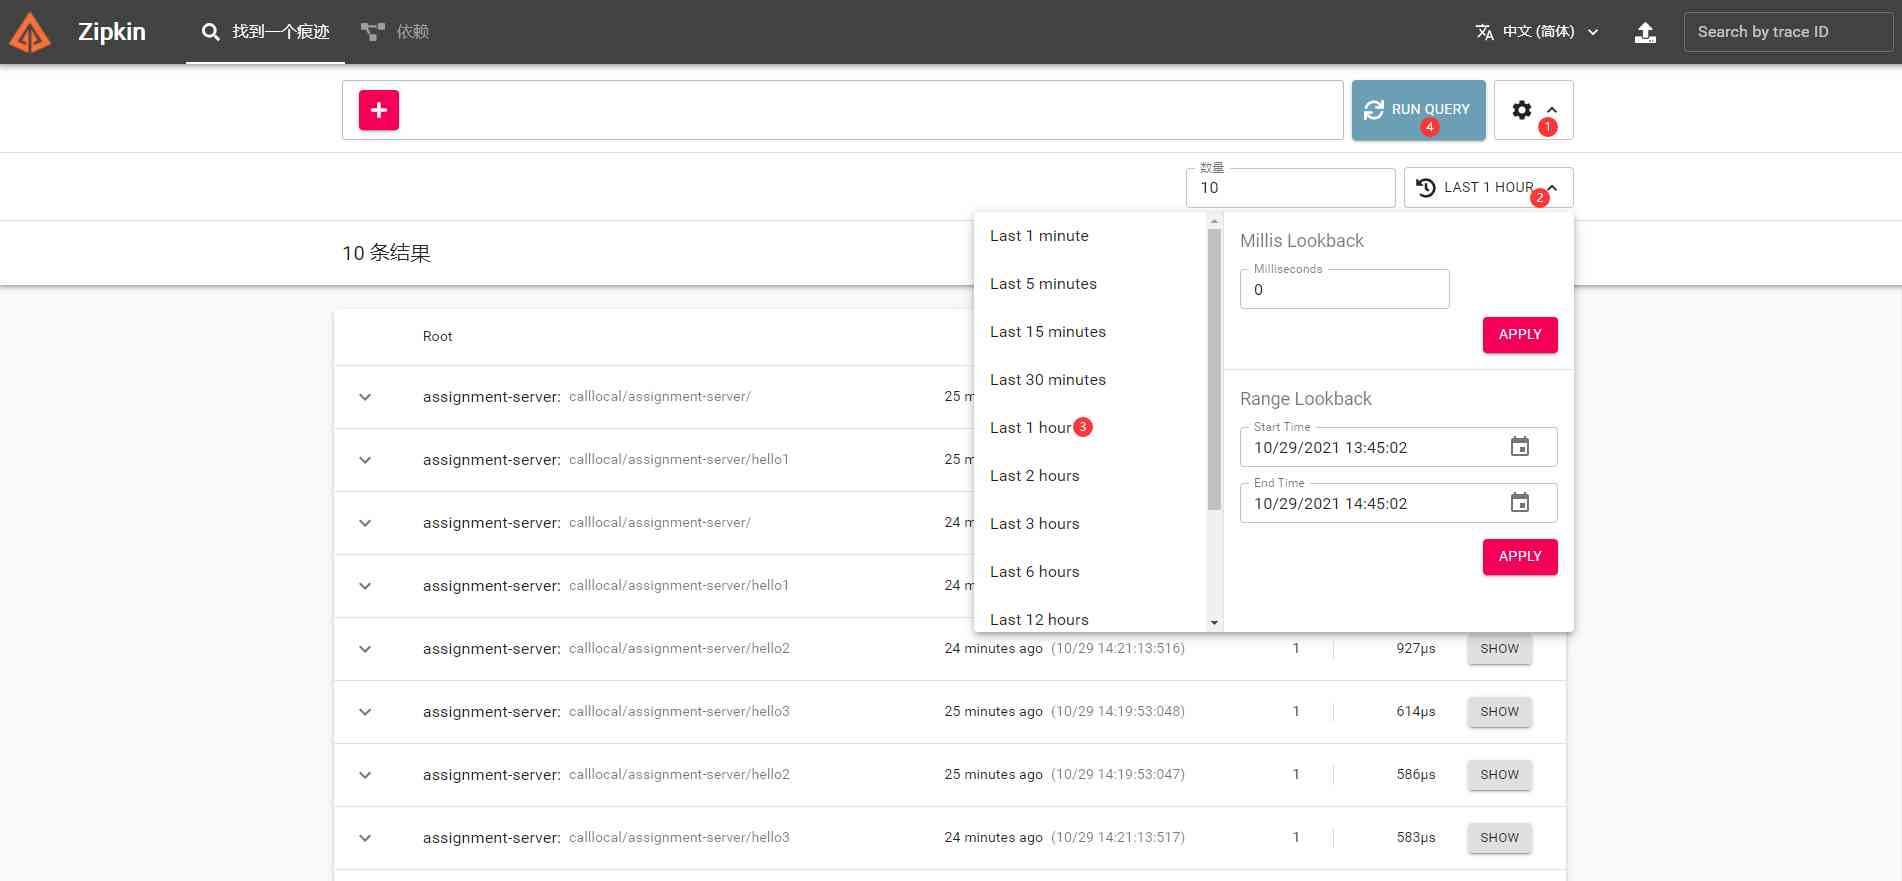 Zipkin 找到一个痕迹 依赖 中文 (简体) Search by trace ID
RUN QUERY
4 1
数量
10 LAST 1 HOUR
2
10 条结果
Last 1 minute
Last 5 minutes
Last 15 minutes
Last 30 minutes
Last 1 hour 3
Last 2 hours
Last 3 hours
Last 6 hours
Last 12 hours
Millis Lookback
Milliseconds
0
APPLY
Range Lookback
Start Time
10/29/2021 13:45:02
End Time
10/29/2021 14:45:02
APPLY
Root
assignment-server: calllocal/assignment-server/ 25 m
assignment-server: calllocal/assignment-server/hello1 25 m
assignment-server: calllocal/assignment-server/ 24 m
assignment-server: calllocal/assignment-server/hello1 24 m
assignment-server: calllocal/assignment-server/hello2 24 minutes ago (10/29 14:21:13:516) 1 927μs SHOW
assignment-server: calllocal/assignment-server/hello3 25 minutes ago (10/29 14:19:53:048) 1 614μs SHOW
assignment-server: calllocal/assignment-server/hello2 25 minutes ago (10/29 14:19:53:047) 1 586μs SHOW
assignment-server: calllocal/assignment-server/hello3 24 minutes ago (10/29 14:21:13:517) 1 583μs SHOW